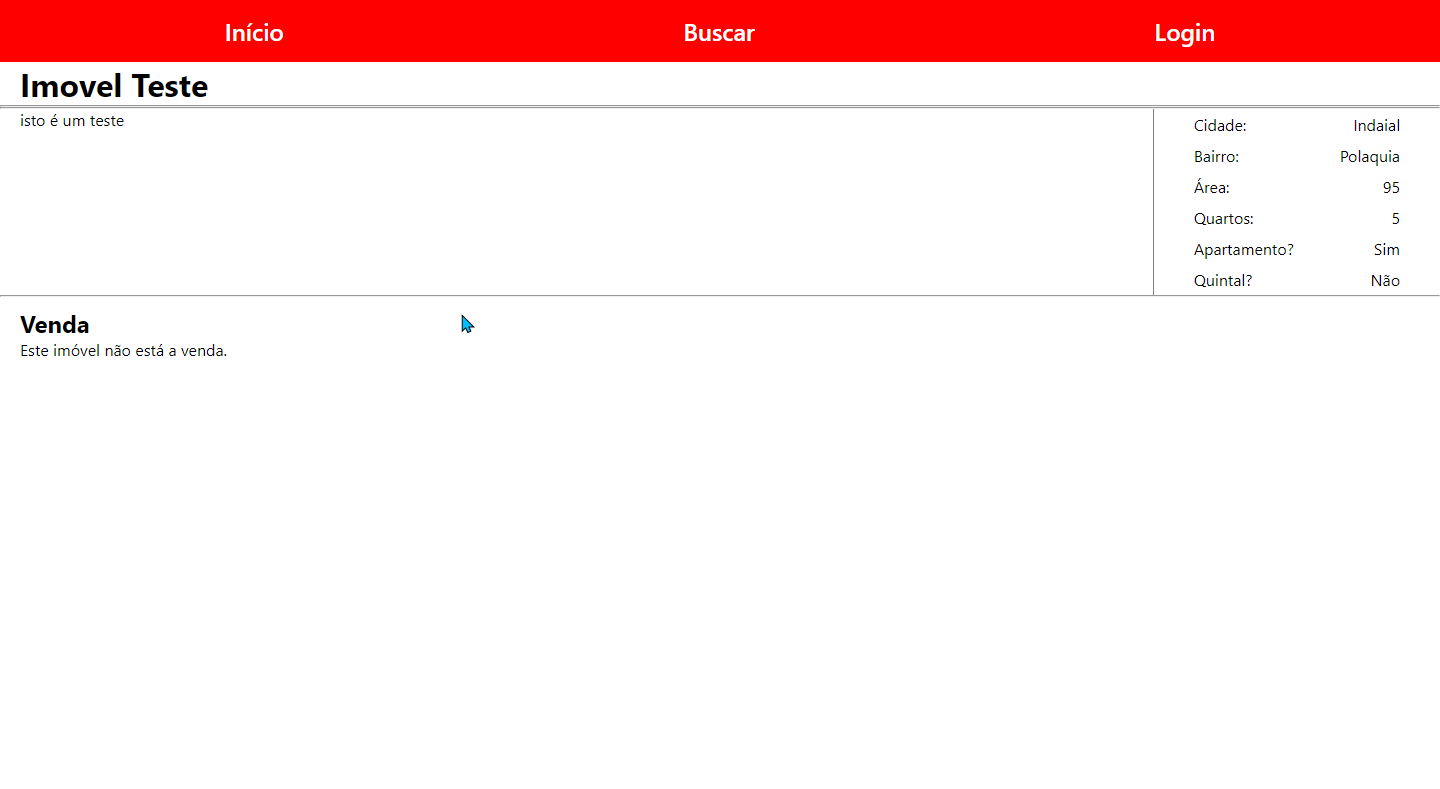 Início Buscar Login
Imovel Teste
isto é um teste
Cidade: Indaial
Bairro: Polaquia
Área: 95
Quartos: 5
Apartamento? Sim
Quintal? Não
Venda
Este imóvel não está a venda.